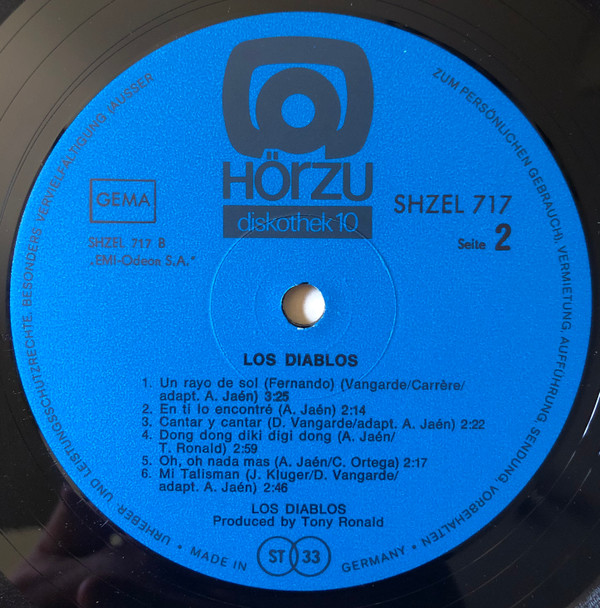 HÖRZU
diskothek 10
GEMA
SHZEL 717
SHZEL 717 B
„EMI-Odeon S.A.“
Seite 2
LOS DIABLOS
1. Un rayo de sol (Fernando) (Vangarde/Carrère/
adapt. A. Jaén) 3:25
2. En ti lo encontré (A. Jaén) 2:14
3. Cantar y cantar (D. Vangarde/adapt. A. Jaén) 2:22
4. Dong dong diki digi dong (A. Jaén/
T. Ronald) 2:59
5. Oh, oh nada mas (A. Jaén/C. Ortega) 2:17
6. Mi Talisman (J. Kluger/D. Vangarde/
adapt. A. Jaén) 2:46
LOS DIABLOS
Produced by Tony Ronald
URHEBER UND LEISTUNGSSCHUTZRECHTE, BESONDERS VERVIELFÄLTIGUNG (AUSSER
ZUM PERSÖNLICHEN GEBRAUCH), VERMIETUNG, AUFFÜHRUNG, SENDUNG, VORBEHALTEN
• MADE IN ST 33 GERMANY •